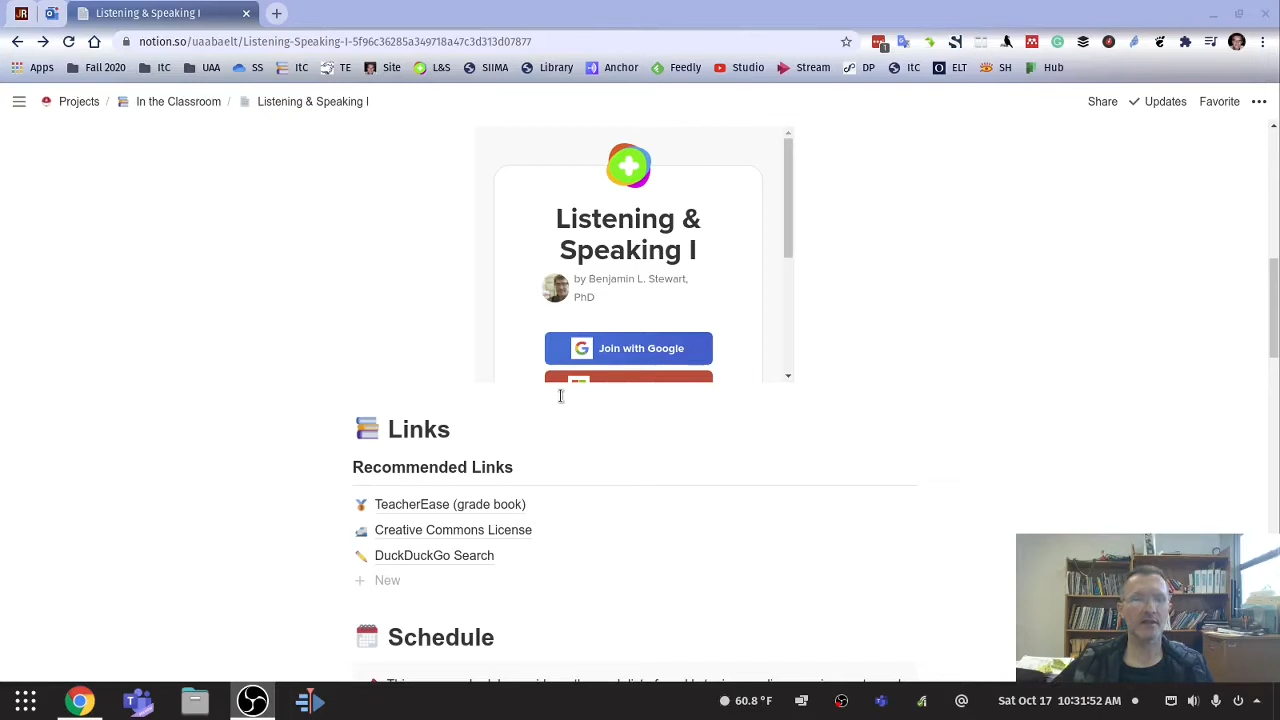 Listening & Speaking I
notion.so/uaabaelt/Listening-Speaking-I-5f96c36285a349718a47c3d313d07877
1
Apps Fall 2020 ItC UAA SS ItC TE Site L&S SIIMA Library Anchor Feedly Studio Stream DP ItC ELT SH Hub
Projects / In the Classroom / Listening & Speaking I Share Updates Favorite
Listening &
Speaking I
by Benjamin L. Stewart,
PhD
Join with Google
Links
Recommended Links
TeacherEase (grade book)
Creative Commons License
DuckDuckGo Search
New
Schedule
60.8°F Sat Oct 17 10:31:52